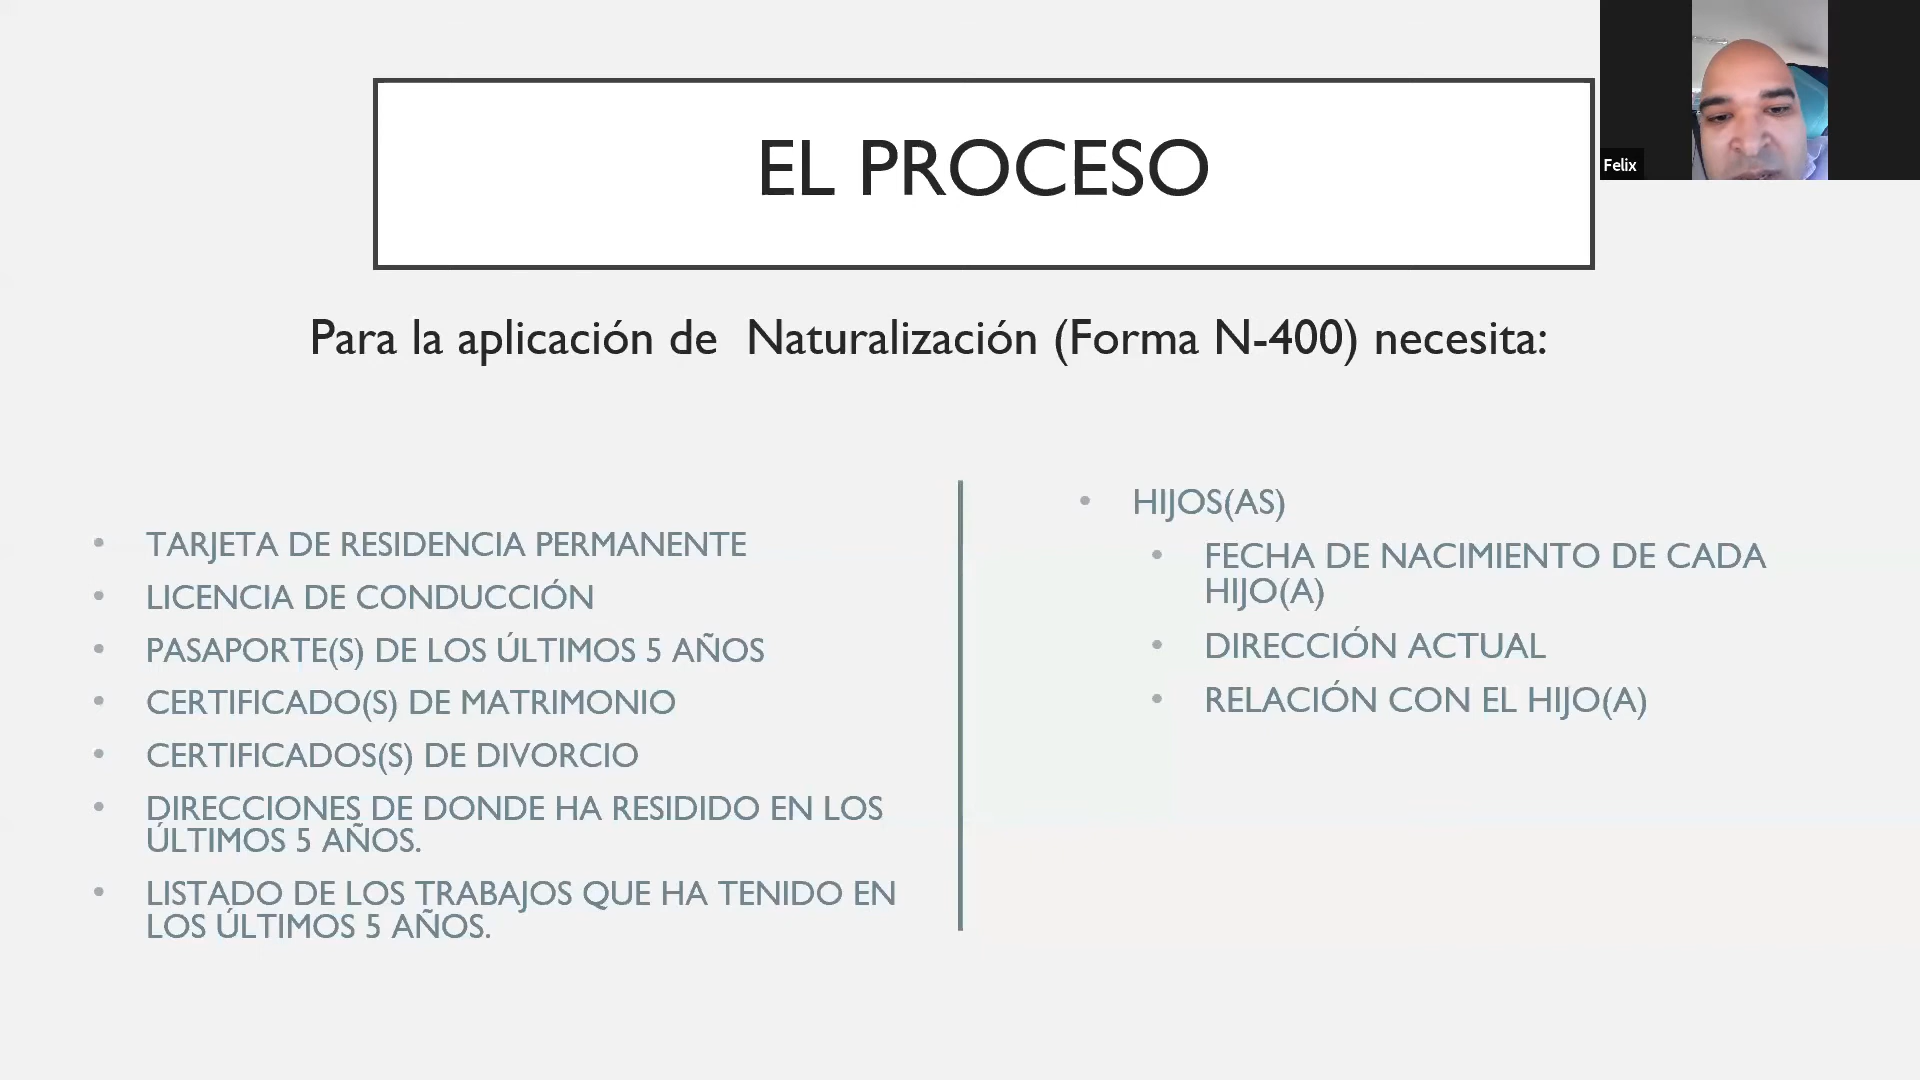 EL PROCESO
Felix
Para la aplicación de Naturalización (Forma N-400) necesita:
• TARJETA DE RESIDENCIA PERMANENTE
• LICENCIA DE CONDUCCIÓN
• PASAPORTE(S) DE LOS ÚLTIMOS 5 AÑOS
• CERTIFICADO(S) DE MATRIMONIO
• CERTIFICADOS(S) DE DIVORCIO
• DIRECCIONES DE DONDE HA RESIDIDO EN LOS
ÚLTIMOS 5 AÑOS.
• LISTADO DE LOS TRABAJOS QUE HA TENIDO EN
LOS ÚLTIMOS 5 AÑOS.
• HIJOS(AS)
• FECHA DE NACIMIENTO DE CADA
HIJO(A)
• DIRECCIÓN ACTUAL
• RELACIÓN CON EL HIJO(A)